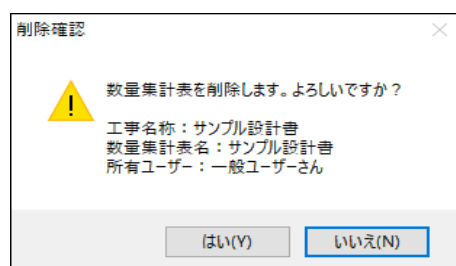 削除確認
数量集計表を削除します。よろしいですか？
工事名称：サンプル設計書
数量集計表名：サンプル設計書
所有ユーザー：一般ユーザーさん
はい(Y)
いいえ(N)